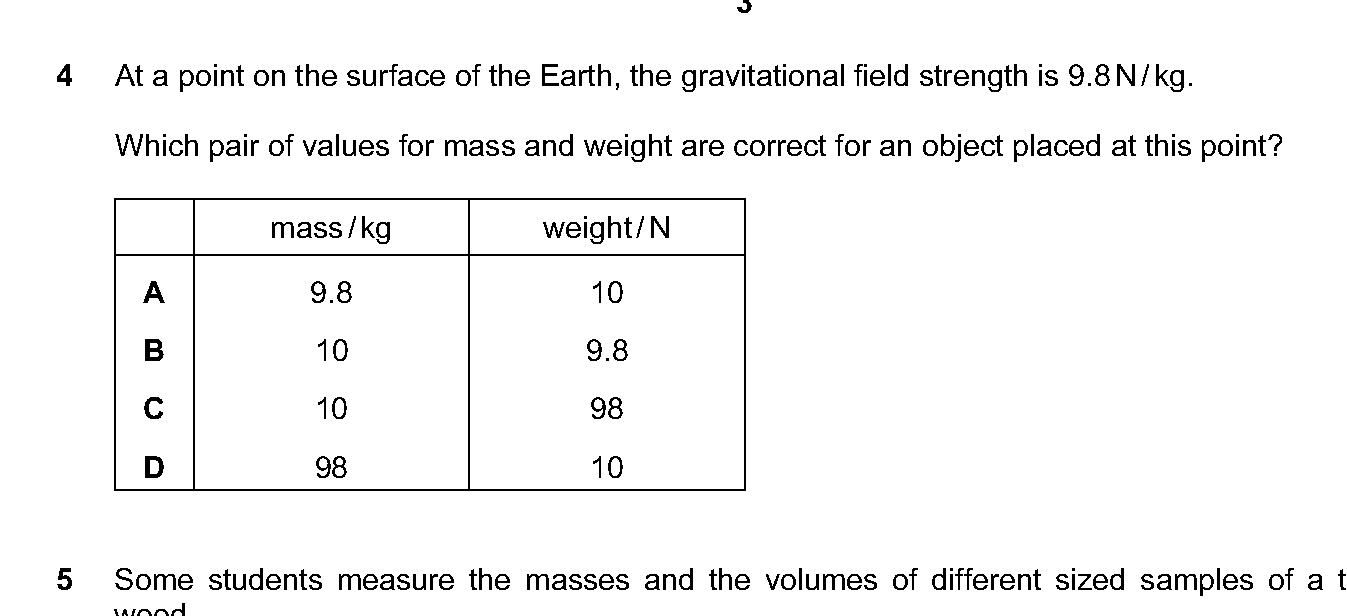 3
4 At a point on the surface of the Earth, the gravitational field strength is 9.8 N / kg.
Which pair of values for mass and weight are correct for an object placed at this point?
mass / kg weight / N
A 9.8 10
B 10 9.8
C 10 98
D 98 10
5 Some students measure the masses and the volumes of different sized samples of a t
wood